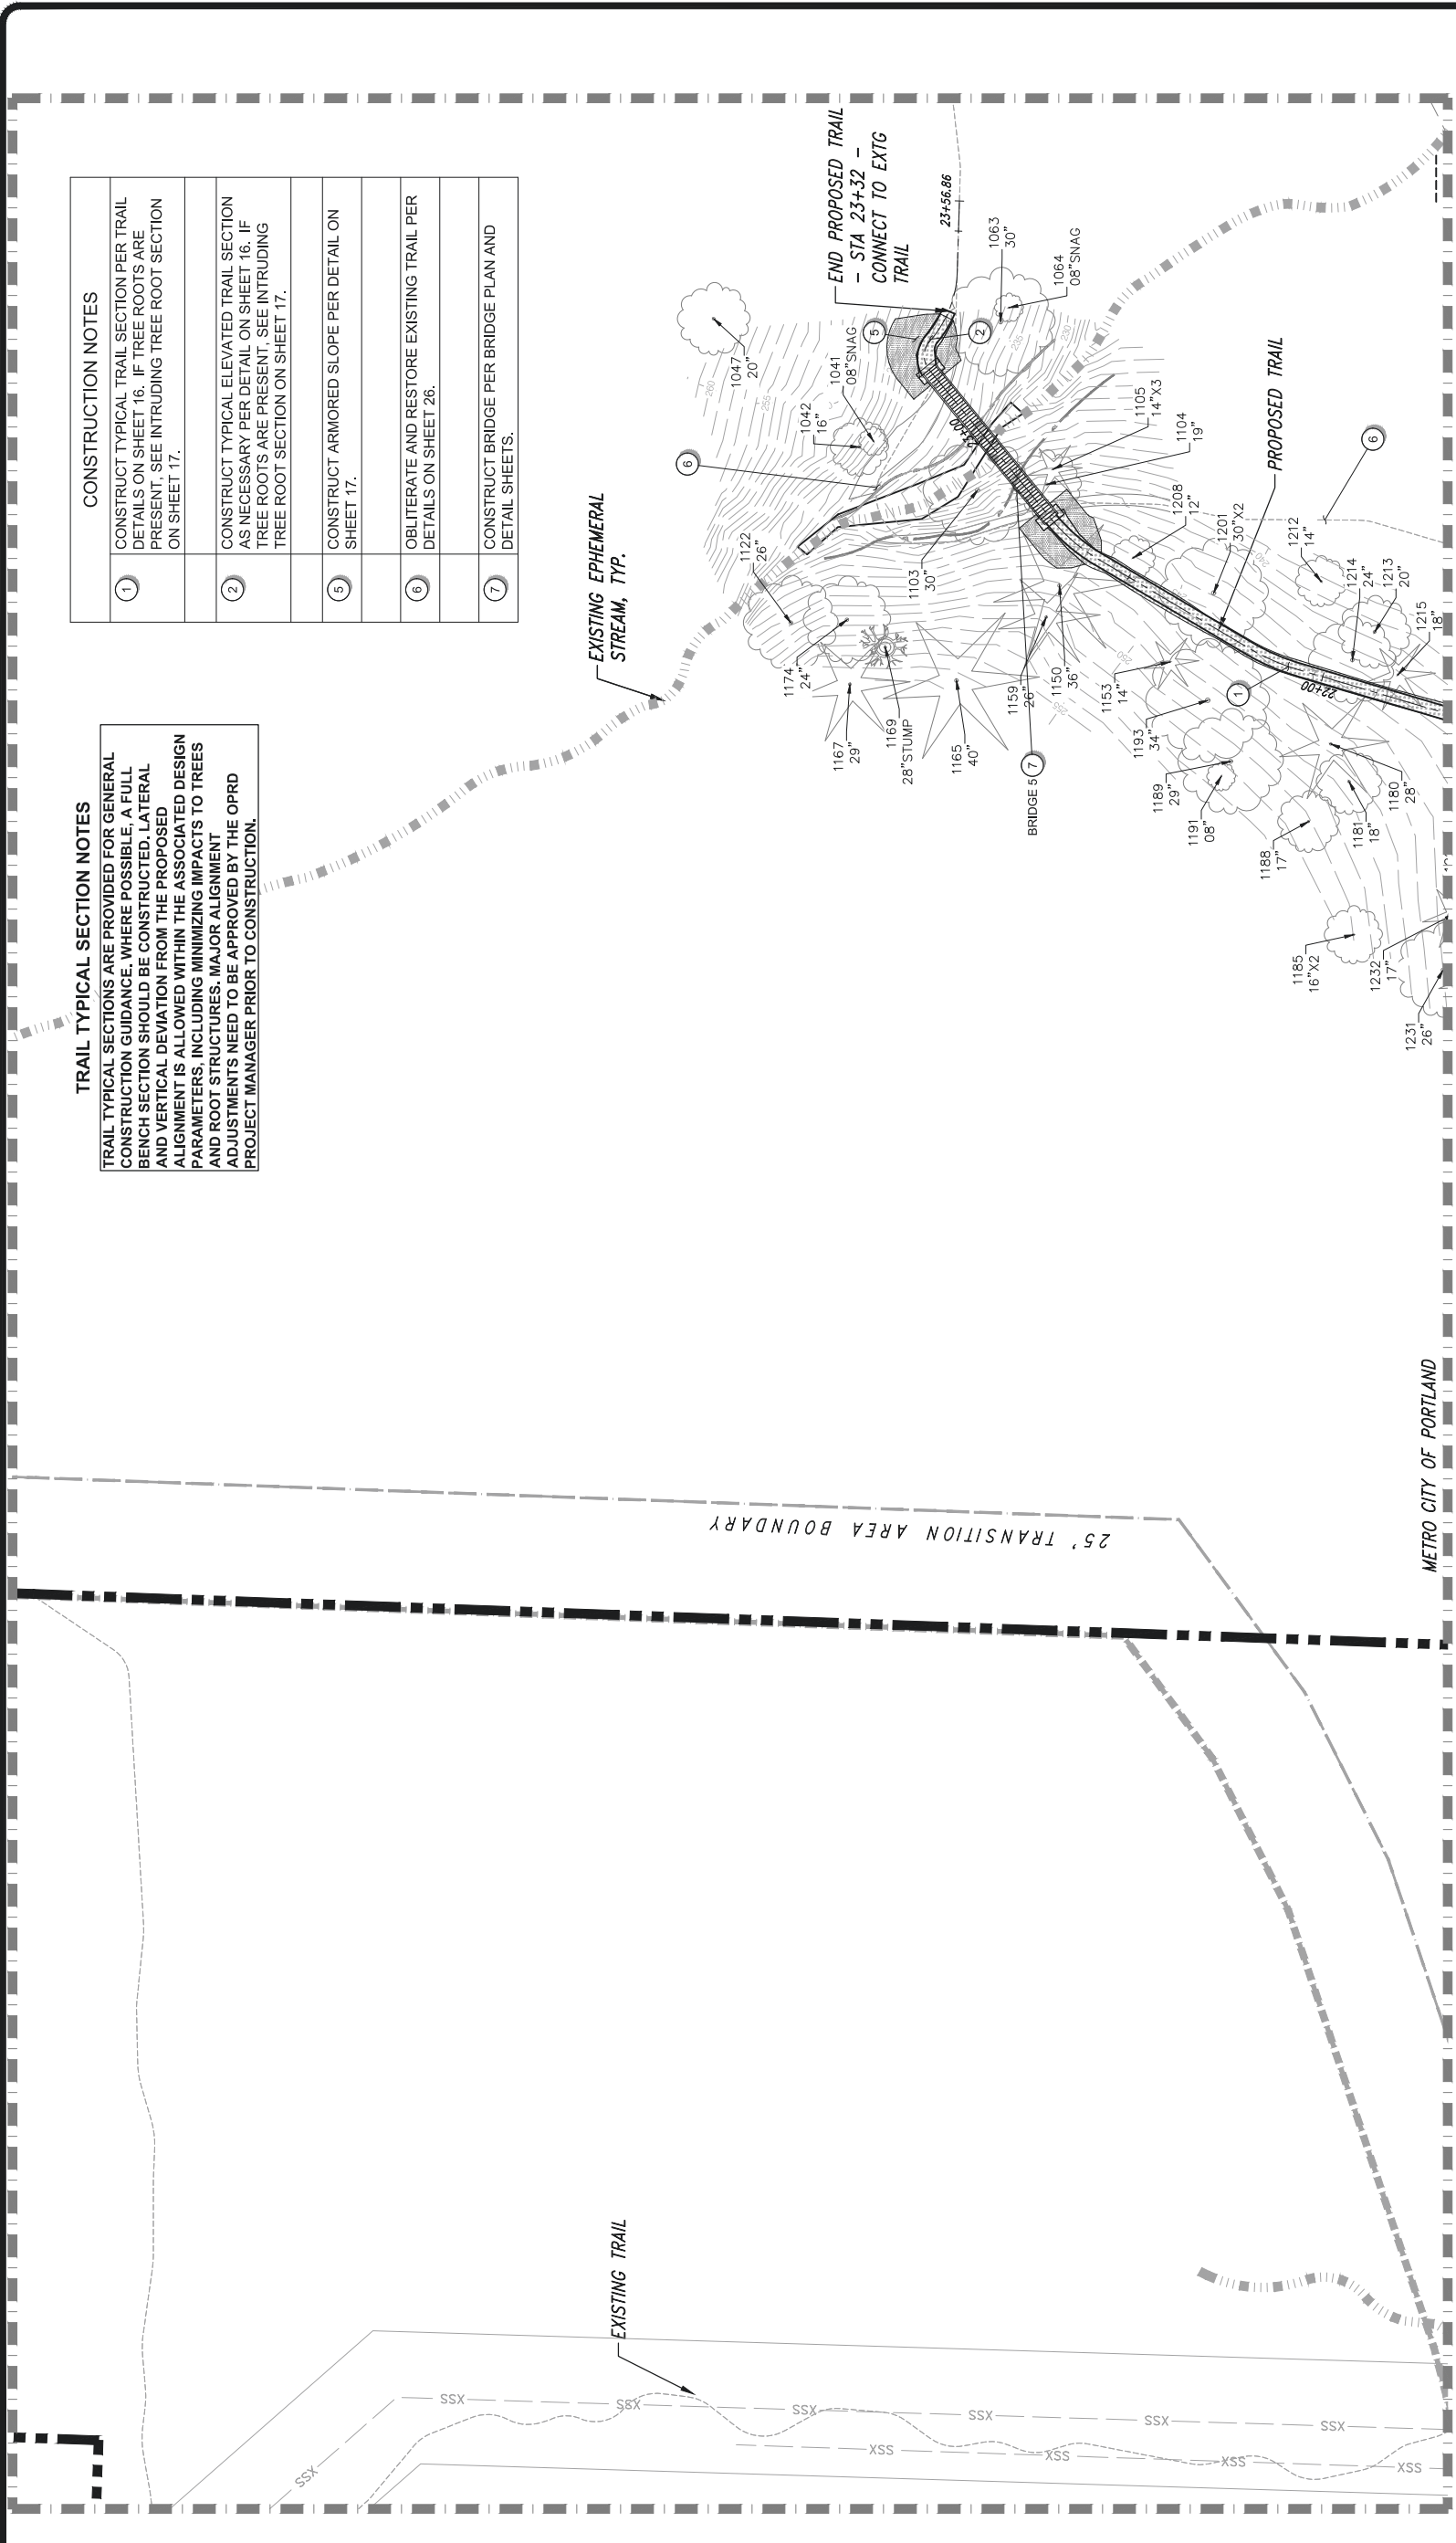 CONSTRUCTION NOTES
1
CONSTRUCT TYPICAL TRAIL SECTION PER TRAIL
DETAILS ON SHEET 16. IF TREE ROOTS ARE
PRESENT, SEE INTRUDING TREE ROOT SECTION
ON SHEET 17.
2
CONSTRUCT TYPICAL ELEVATED TRAIL SECTION
AS NECESSARY PER DETAIL ON SHEET 16. IF
TREE ROOTS ARE PRESENT, SEE INTRUDING
TREE ROOT SECTION ON SHEET 17.
5
CONSTRUCT ARMORED SLOPE PER DETAIL ON
SHEET 17.
6
OBLITERATE AND RESTORE EXISTING TRAIL PER
DETAILS ON SHEET 26.
7
CONSTRUCT BRIDGE PER BRIDGE PLAN AND
DETAIL SHEETS.
TRAIL TYPICAL SECTION NOTES
TRAIL TYPICAL SECTIONS ARE PROVIDED FOR GENERAL
CONSTRUCTION GUIDANCE. WHERE POSSIBLE, A FULL
BENCH SECTION SHOULD BE CONSTRUCTED. LATERAL
AND VERTICAL DEVIATION FROM THE PROPOSED
ALIGNMENT IS ALLOWED WITHIN THE ASSOCIATED DESIGN
PARAMETERS, INCLUDING MINIMIZING IMPACTS TO TREES
AND ROOT STRUCTURES. MAJOR ALIGNMENT
ADJUSTMENTS NEED TO BE APPROVED BY THE OPRD
PROJECT MANAGER PRIOR TO CONSTRUCTION.
EXISTING EPHEMERAL
STREAM, TYP.
END PROPOSED TRAIL
- STA 23+32 -
CONNECT TO EXTG
TRAIL
23+56.86
1047
20"
1041
08"SNAG
1042
16"
5
2
6
1063
30"
1064
08"SNAG
260
255
235
230
1122
26"
1174
24"
1167
29"
1169
28"STUMP
1165
40"
1103
30"
1105
14"X3
1104
19"
1159
26"
1150
36"
BRIDGE 5
7
250
255
1153
14"
1208
12"
1201
30"X2
240
PROPOSED TRAIL
6
1193
34"
1189
29"
1191
08"
1
22+00
1212
14"
1214
24"
1213
20"
1215
18"
1188
17"
1181
18"
1180
28"
1185
16"X2
1232
17"
1231
26"
25' TRANSITION AREA BOUNDARY
METRO CITY OF PORTLAND
EXISTING TRAIL
SSX
SSX
SSX
SSX
SSX
SSX
SSX
XSS
XSS
XSS
XSS